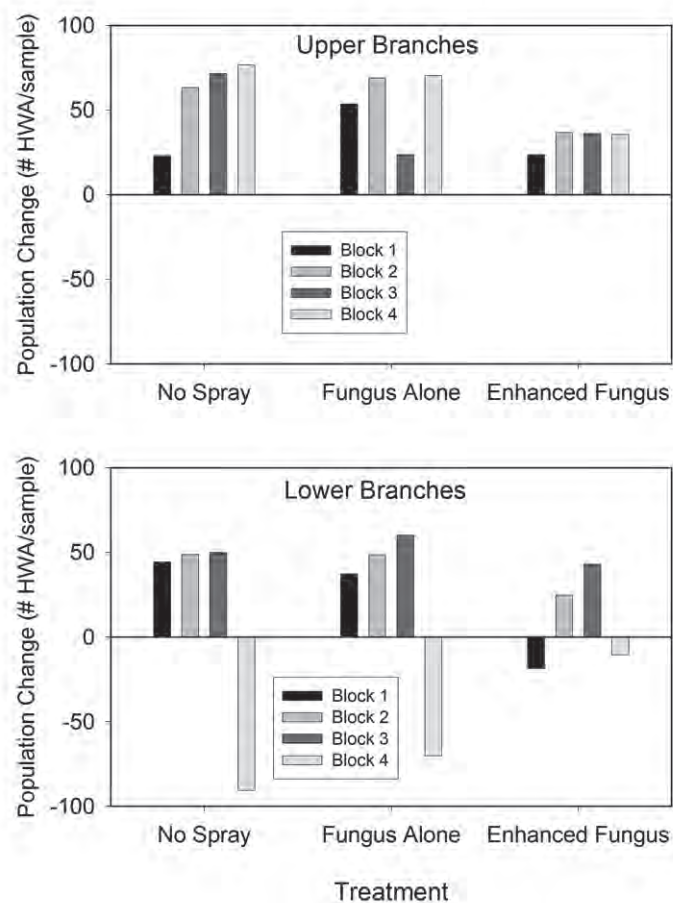 Upper Branches
Population Change (# HWA/sample)
100
50
0
-50
-100
Block 1
Block 2
Block 3
Block 4
No Spray Fungus Alone Enhanced Fungus
Lower Branches
Population Change (# HWA/sample)
100
50
0
-50
-100
Block 1
Block 2
Block 3
Block 4
No Spray Fungus Alone Enhanced Fungus
Treatment